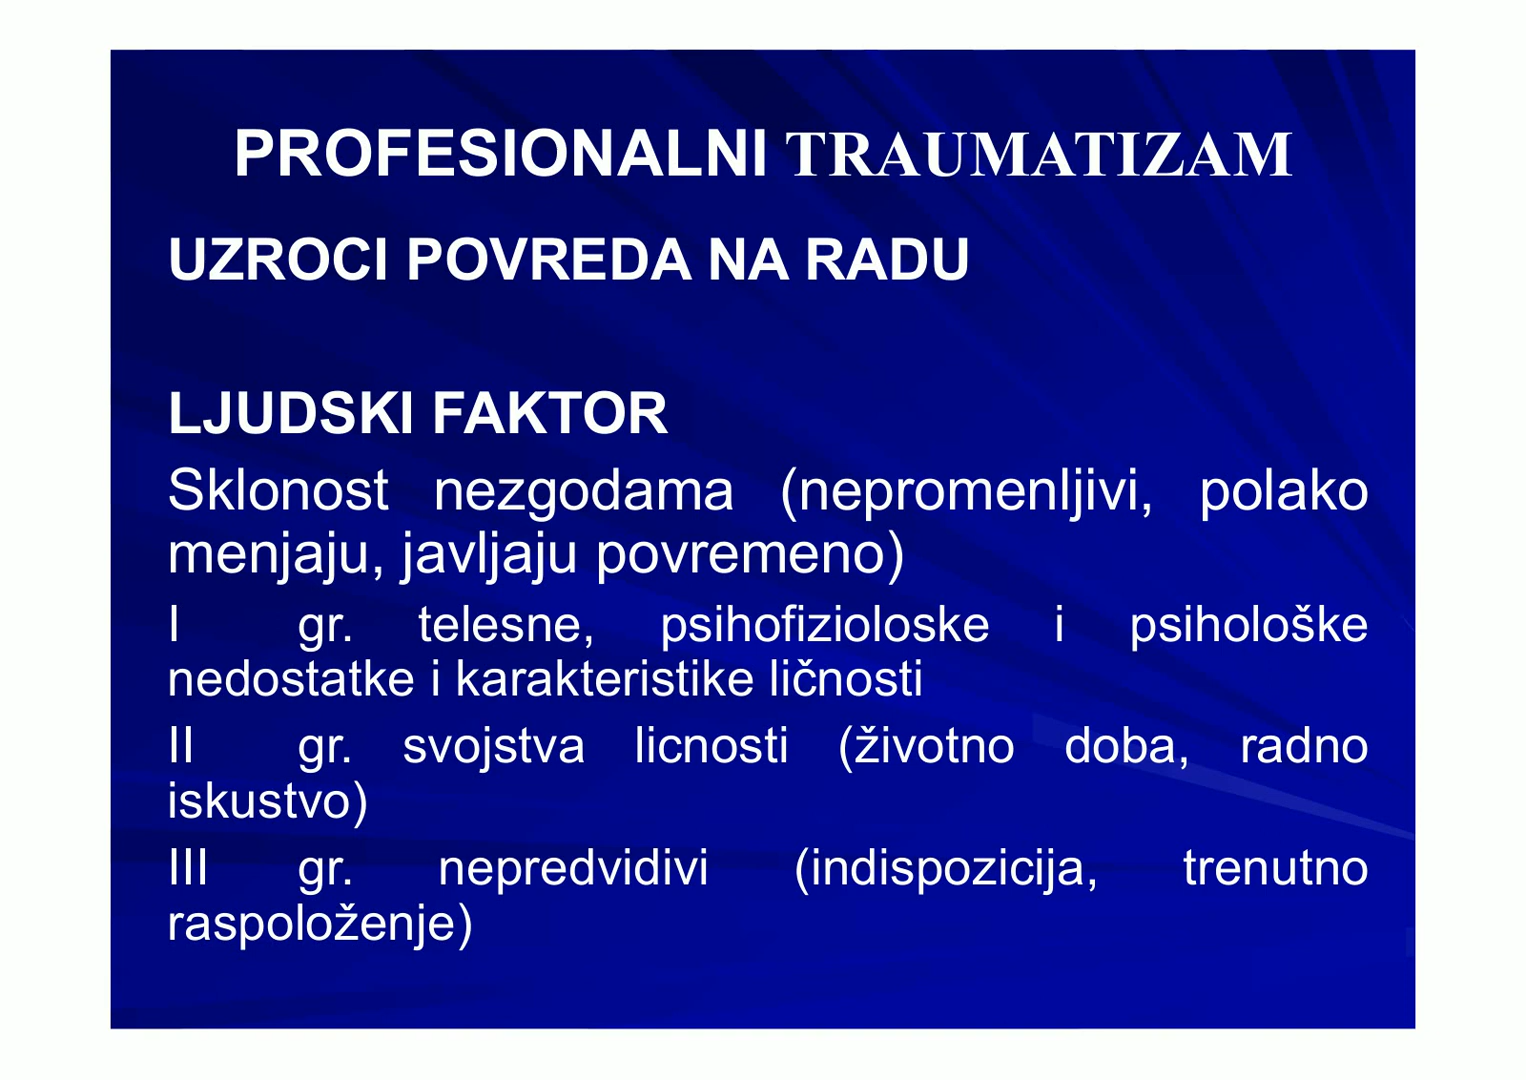 PROFESIONALNI TRAUMATIZAM
UZROCI POVREDA NA RADU
LJUDSKI FAKTOR
Sklonost nezgodama (nepromenljivi, polako
menjaju, javljaju povremeno)
I gr. telesne, psihofizioloske i psihološke
nedostatke i karakteristike ličnosti
II gr. svojstva licnosti (životno doba, radno
iskustvo)
III gr. nepredvidivi (indispozicija, trenutno
raspoloženje)